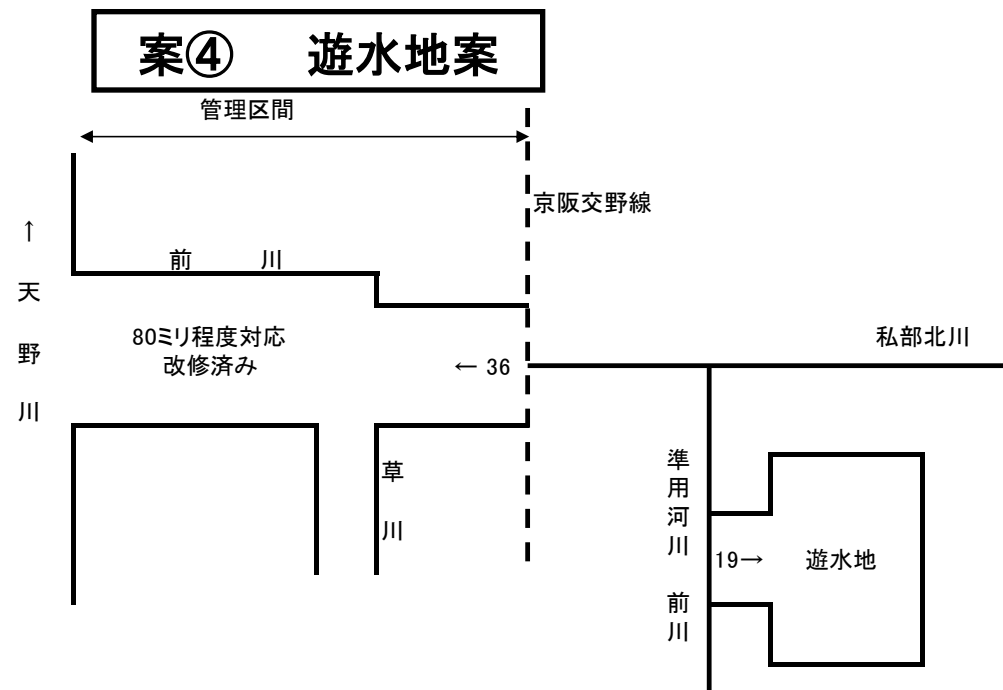 案④　遊水地案
管理区間
京阪交野線
前川
↑天野川
80ミリ程度対応
改修済み
← 36
私部北川
草川
準用河川　前川
19→
遊水地